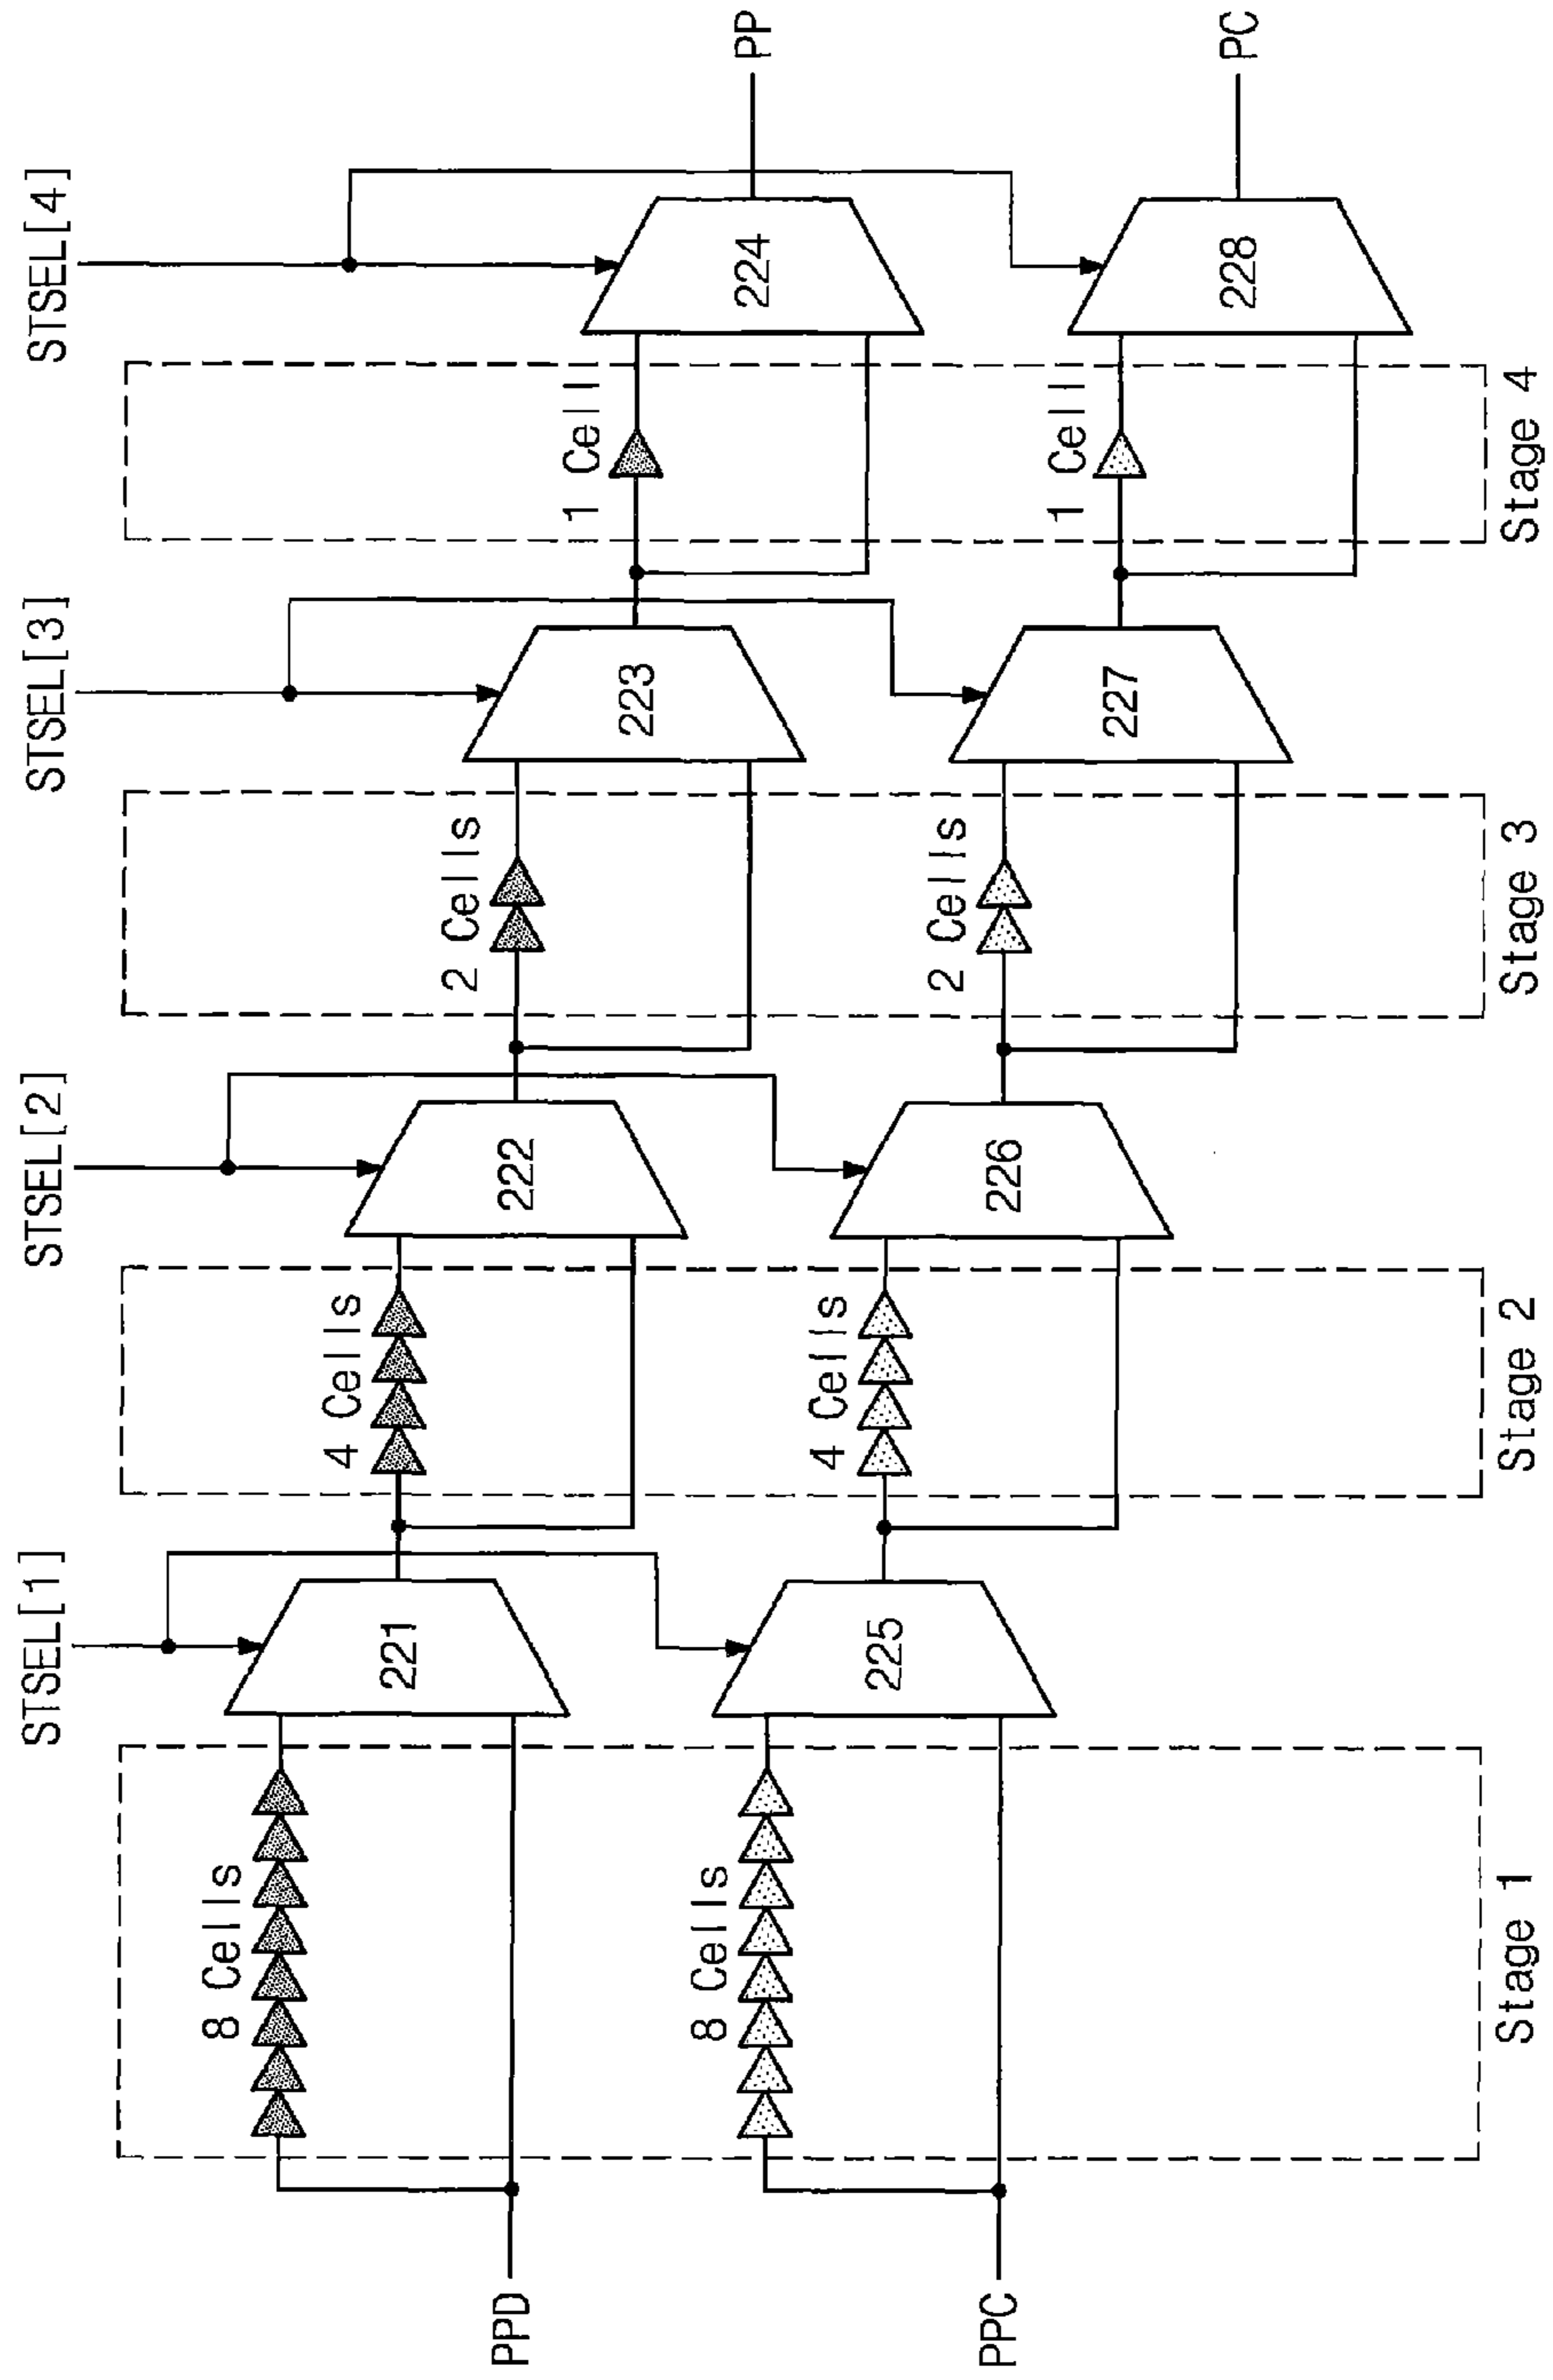 STSEL[1]
STSEL[2]
STSEL[3]
STSEL[4]
8 Cells
4 Cells
2 Cells
1 Cell
221
222
223
224
PPD
PP
8 Cells
4 Cells
2 Cells
1 Cell
225
226
227
228
PPC
PC
Stage 1
Stage 2
Stage 3
Stage 4